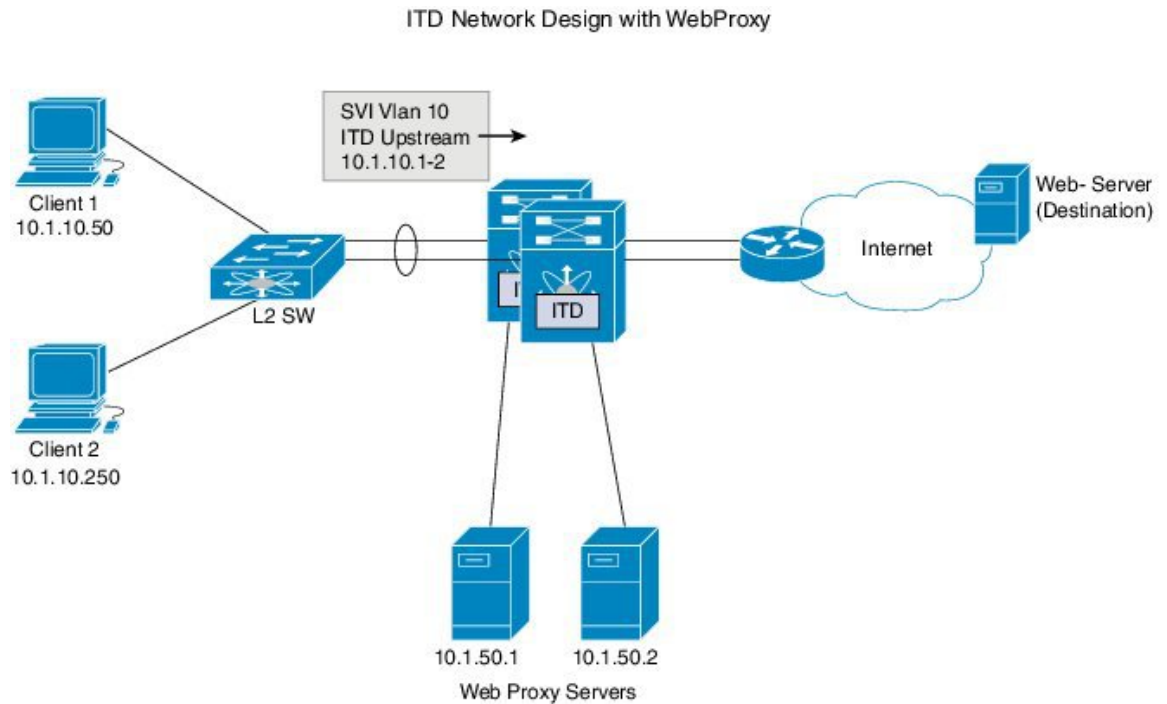 ITD Network Design with WebProxy
SVI Vlan 10
ITD Upstream
10.1.10.1-2
Client 1
10.1.10.50
L2 SW
ITD
Internet
Web- Server
(Destination)
Client 2
10.1.10.250
10.1.50.1
10.1.50.2
Web Proxy Servers